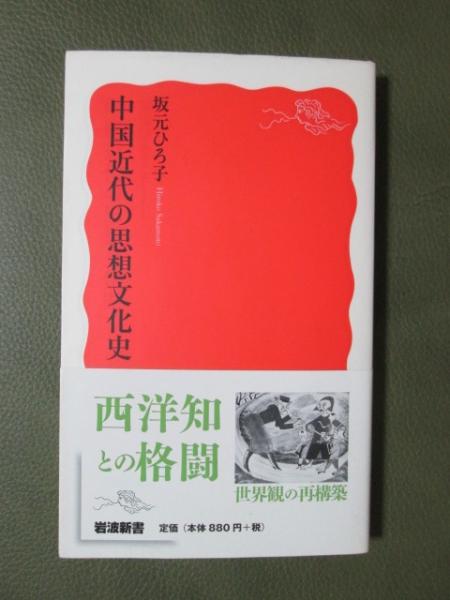 坂元ひろ子
Hiroko Sakamoto
中国近代の思想文化史
西洋知
との格闘
世界観の再構築
岩波新書
定価（本体880円+税）